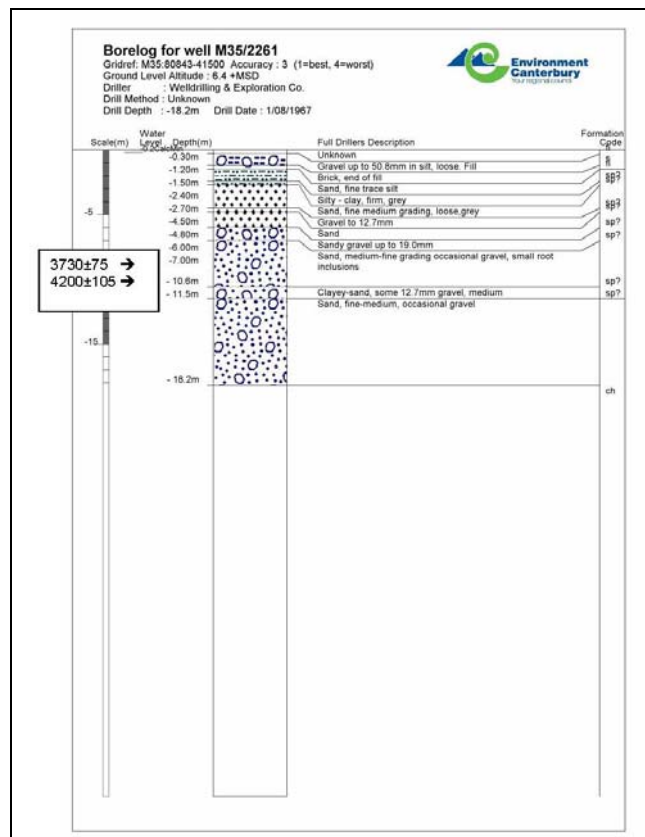 Borelog for well M35/2261
Gridref: M35:80843-41500 Accuracy : 3 (1=best, 4=worst)
Ground Level Altitude : 6.4 +MSD
Driller : Welldrilling & Exploration Co.
Drill Method : Unknown
Drill Depth : -18.2m Drill Date : 1/08/1967
Environment
Canterbury
Your regional council
Scale(m)
Water
Level
Depth(m)
Full Drillers Description
Formation
Code
-0.30m
Unknown
Gravel up to 50.8mm in silt, loose. Fill
-1.20m
Brick, end of fill
sp?
-1.50m
Sand, fine trace silt
sp?
-2.40m
Silty - clay, firm, grey
sp?
-5
-2.70m
Sand, fine medium grading, loose,grey
-4.50m
Gravel to 12.7mm
sp?
-4.80m
Sand
sp?
-6.00m
Sandy gravel up to 19.0mm
-7.00m
Sand, medium-fine grading occasional gravel, small root
inclusions
3730±75 →
4200±105 →
- 10.6m
sp?
- 11.5m
Clayey-sand, some 12.7mm gravel, medium
sp?
Sand, fine-medium, occasional gravel
-15
- 18.2m
ch